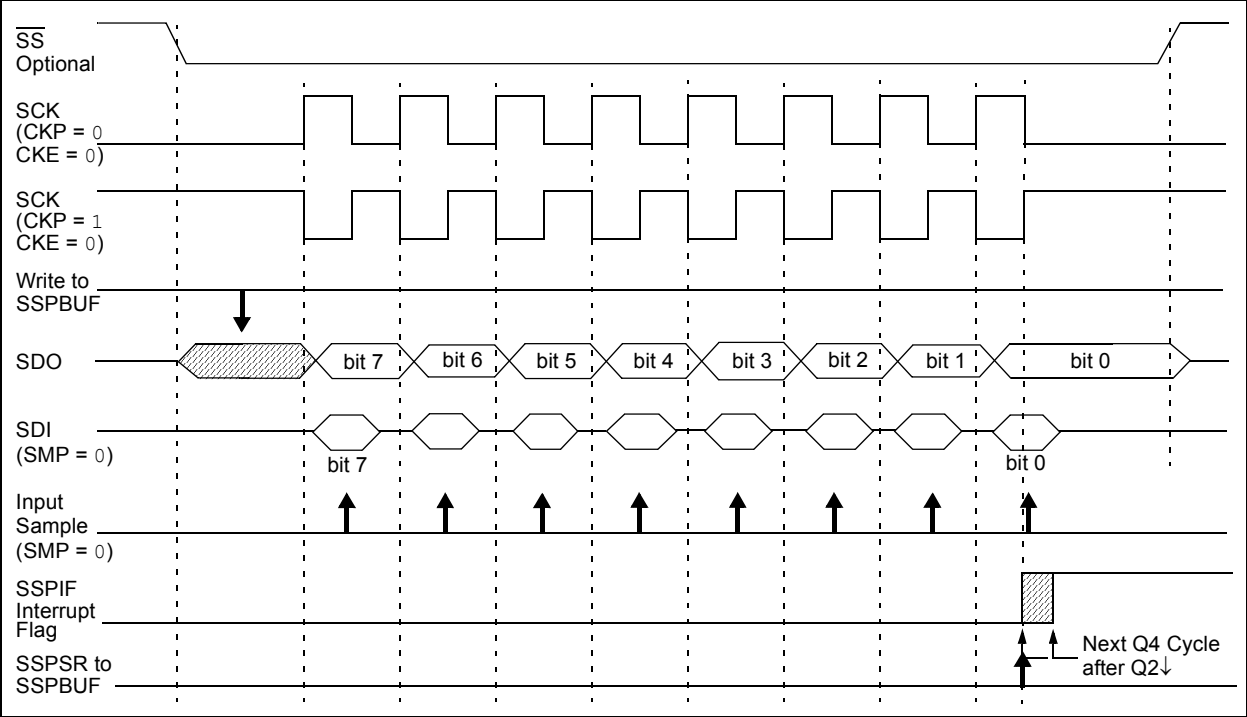 SS
Optional
SCK
(CKP = 0
CKE = 0)
SCK
(CKP = 1
CKE = 0)
Write to
SSPBUF
SDO
bit 7 bit 6 bit 5 bit 4 bit 3 bit 2 bit 1 bit 0
SDI
(SMP = 0)
bit 7 bit 0
Input
Sample
(SMP = 0)
SSPIF
Interrupt
Flag
Next Q4 Cycle
after Q2↓
SSPSR to
SSPBUF